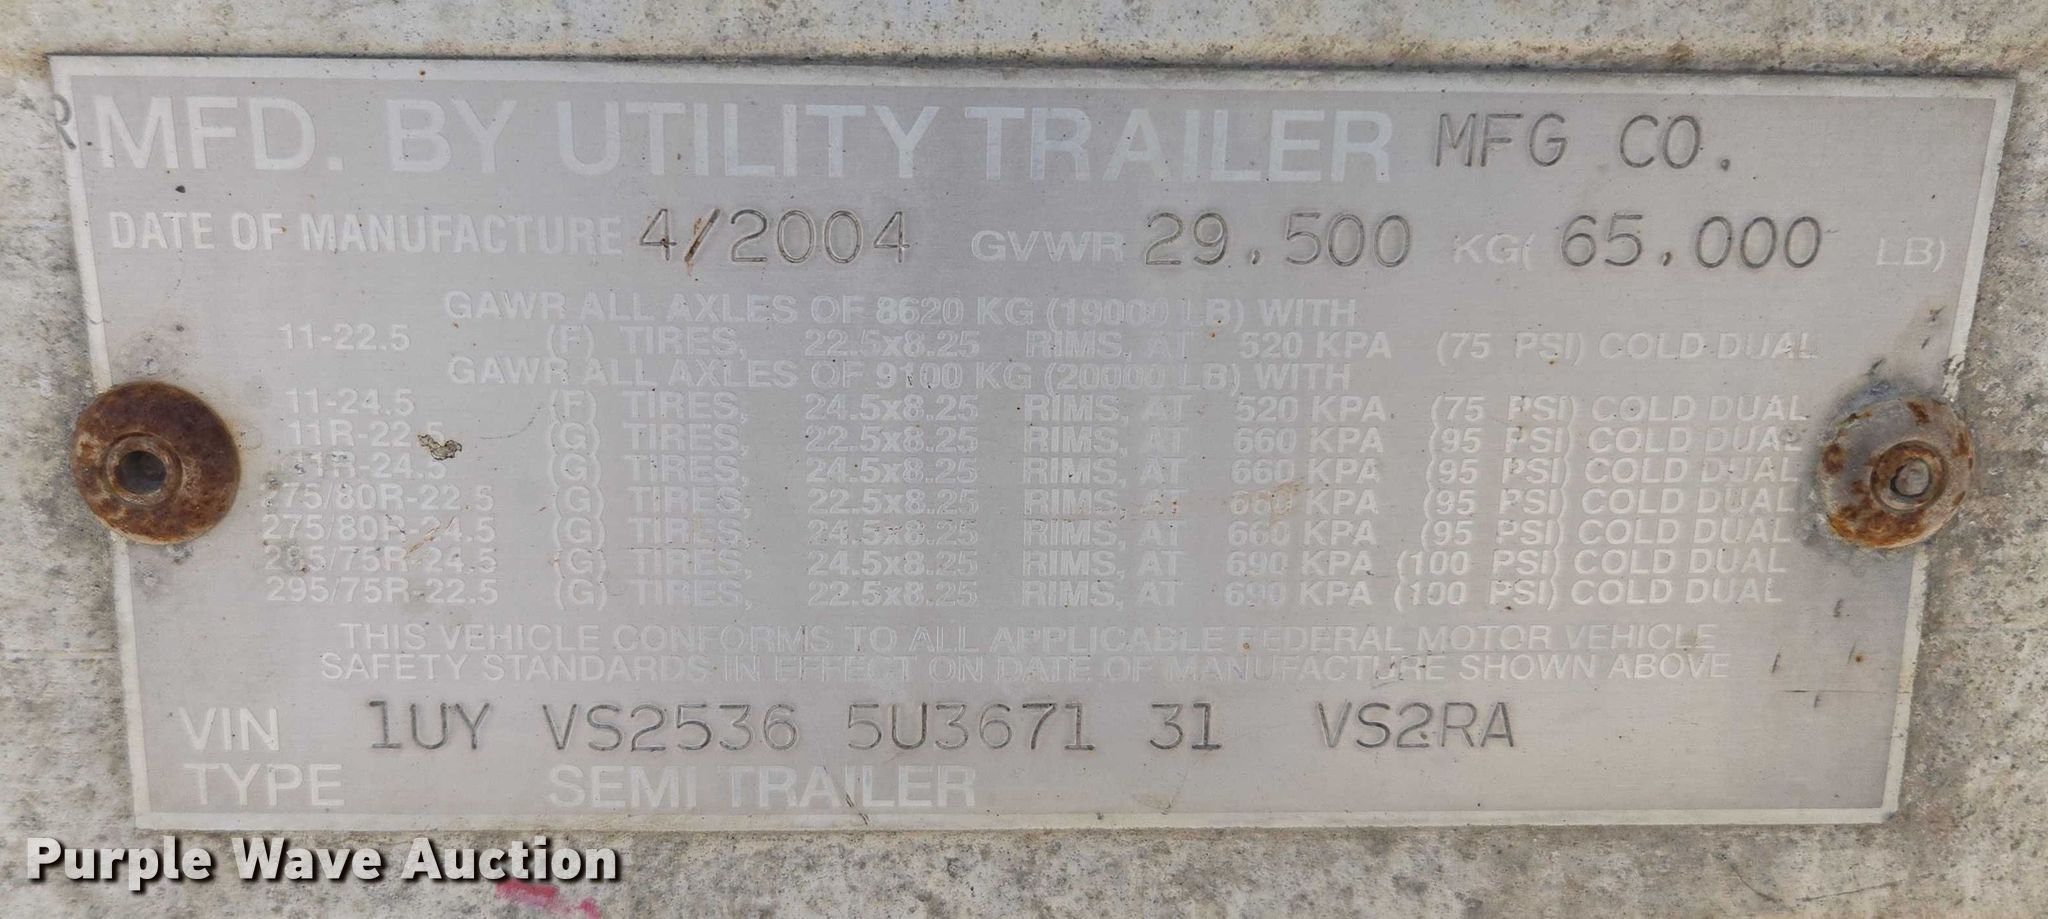 R MFD. BY UTILITY TRAILER MFG CO.
DATE OF MANUFACTURE 4/2004 GVWR 29,500 KG( 65,000 LB)
GAWR ALL AXLES OF 8620 KG (19000 LB) WITH
11-22.5 (F) TIRES, 22.5x8.25 RIMS, AT 520 KPA (75 PSI) COLD DUAL
GAWR ALL AXLES OF 9100 KG (20000 LB) WITH
11-24.5 (F) TIRES, 24.5x8.25 RIMS, AT 520 KPA (75 PSI) COLD DUAL
11R-22.5 (G) TIRES, 22.5x8.25 RIMS, AT 660 KPA (95 PSI) COLD DUAL
11R-24.5 (G) TIRES, 24.5x8.25 RIMS, AT 660 KPA (95 PSI) COLD DUAL
275/80R-22.5 (G) TIRES, 22.5x8.25 RIMS, AT 660 KPA (95 PSI) COLD DUAL
275/80R-24.5 (G) TIRES, 24.5x8.25 RIMS, AT 660 KPA (95 PSI) COLD DUAL
285/75R-24.5 (G) TIRES, 24.5x8.25 RIMS, AT 690 KPA (100 PSI) COLD DUAL
295/75R-22.5 (G) TIRES, 22.5x8.25 RIMS, AT 690 KPA (100 PSI) COLD DUAL
THIS VEHICLE CONFORMS TO ALL APPLICABLE FEDERAL MOTOR VEHICLE
SAFETY STANDARDS IN EFFECT ON DATE OF MANUFACTURE SHOWN ABOVE
VIN 1UY VS2536 5U3671 31 VS2RA
TYPE SEMI TRAILER
Purple Wave Auction